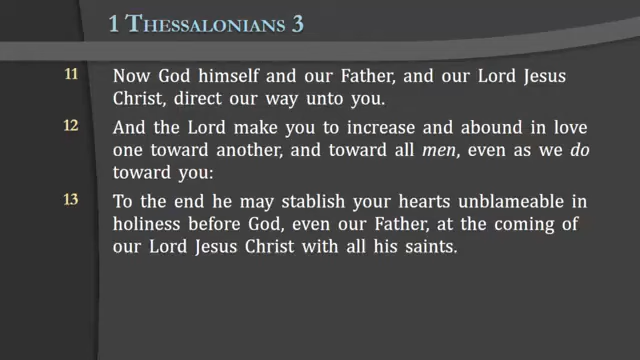 1 Thessalonians 3
11 Now God himself and our Father, and our Lord Jesus
Christ, direct our way unto you.
12 And the Lord make you to increase and abound in love
one toward another, and toward all men, even as we do
toward you:
13 To the end he may stablish your hearts unblameable in
holiness before God, even our Father, at the coming of
our Lord Jesus Christ with all his saints.